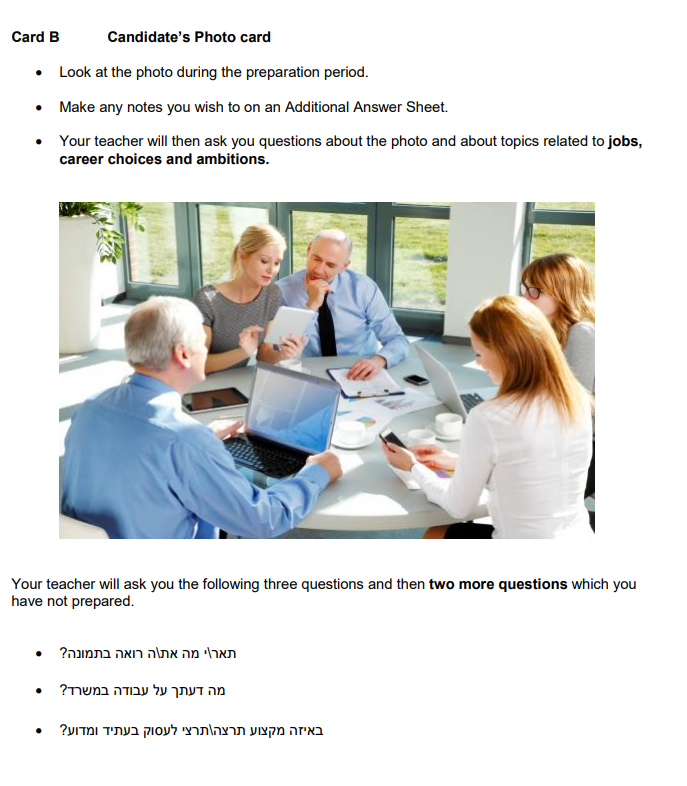 Card B Candidate's Photo card
• Look at the photo during the preparation period.
• Make any notes you wish to on an Additional Answer Sheet.
• Your teacher will then ask you questions about the photo and about topics related to jobs,
career choices and ambitions.
Your teacher will ask you the following three questions and then two more questions which you
have not prepared.
• תאר\י מה את\ה רואה בתמונה?
• מה דעתך על עבודה במשרד?
• באיזה מקצוע תרצה\תרצי לעסוק בעתיד ומדוע?